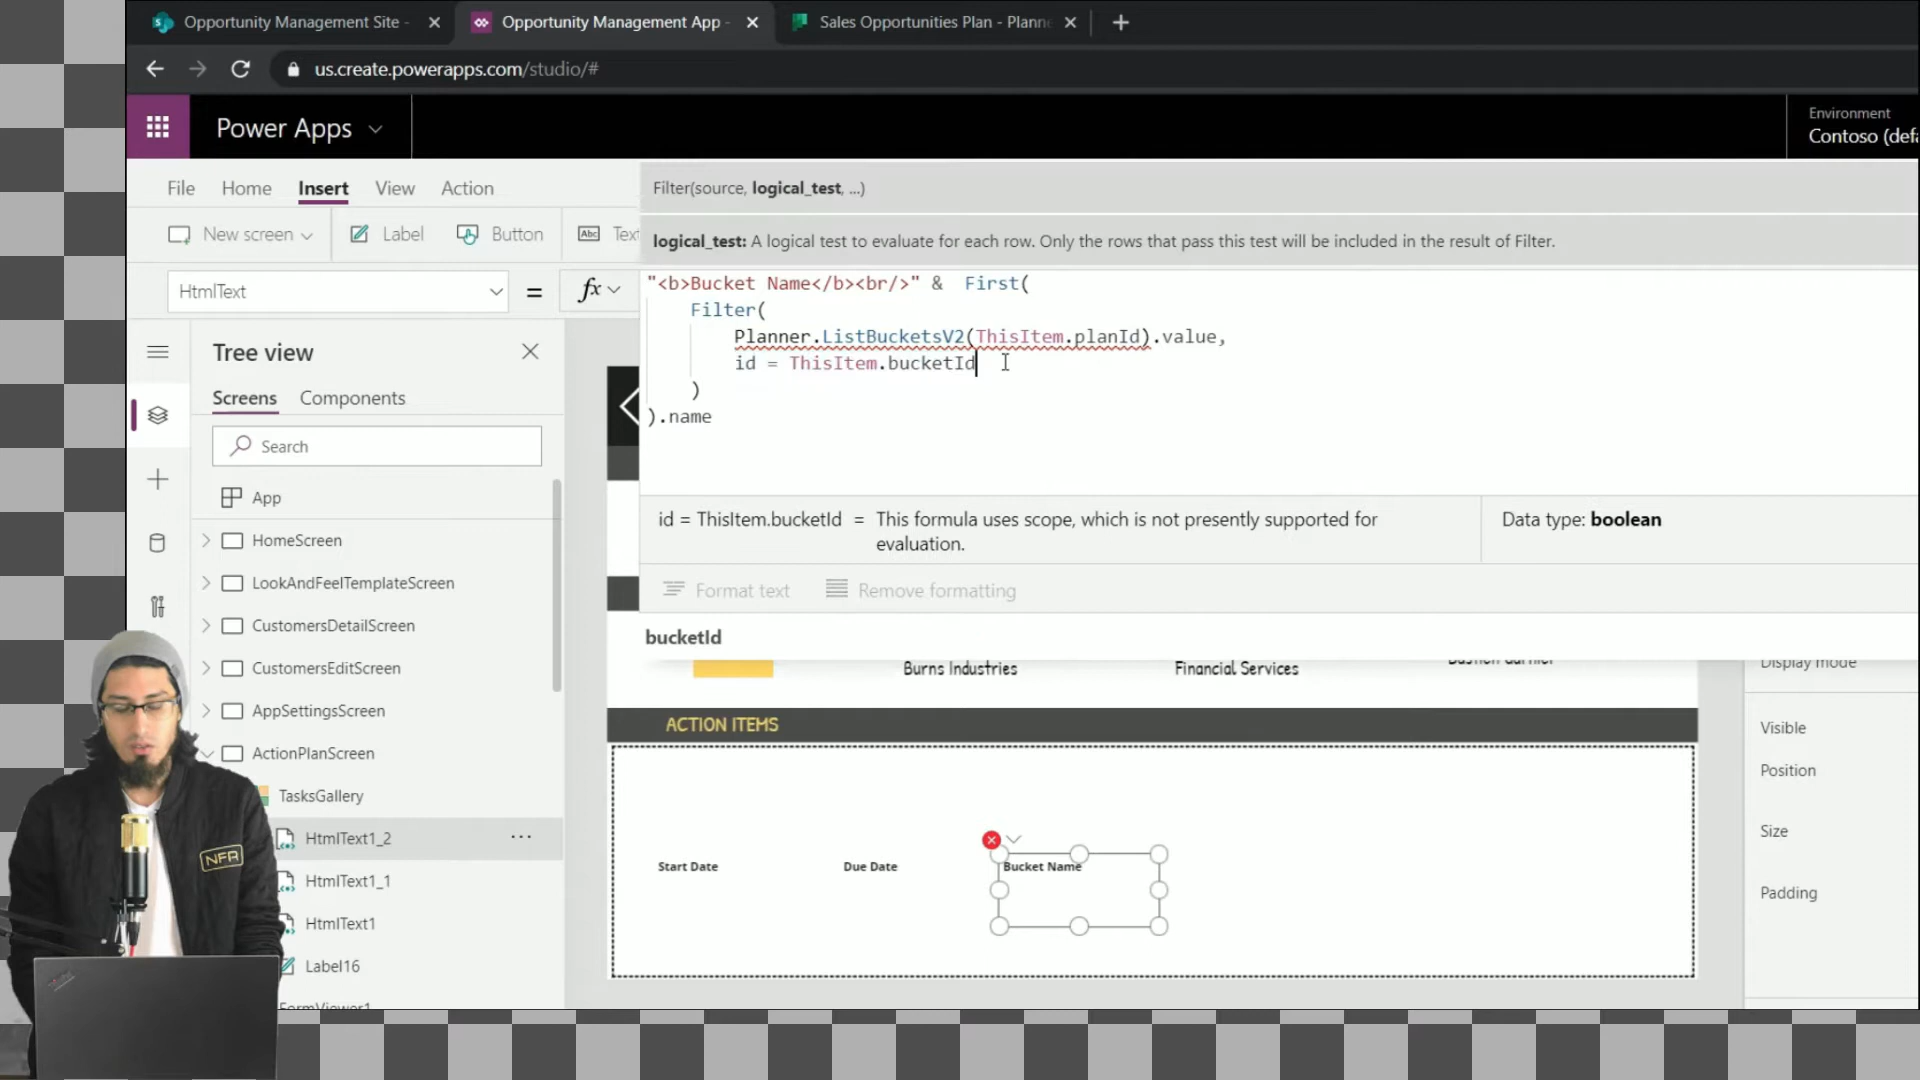 Opportunity Management Site -
Opportunity Management App -
Sales Opportunities Plan - Planne
us.create.powerapps.com/studio/#
Power Apps
Environment
Contoso (defa
File
Home
Insert
View
Action
Filter(source, logical_test, ...)
New screen
Label
Button
Abc
Text
logical_test: A logical test to evaluate for each row. Only the rows that pass this test will be included in the result of Filter.
HtmlText
=
fx
"<b>Bucket Name</b><br/>" & First(
Filter(
Planner.ListBucketsV2(ThisItem.planId).value,
id = ThisItem.bucketId
)
).name
Tree view
Screens
Components
Search
App
HomeScreen
LookAndFeelTemplateScreen
CustomersDetailScreen
CustomersEditScreen
AppSettingsScreen
ActionPlanScreen
TasksGallery
HtmlText1_2
HtmlText1_1
HtmlText1
Label16
FormViewer1
id = ThisItem.bucketId = This formula uses scope, which is not presently supported for
evaluation.
Data type: boolean
Format text
Remove formatting
bucketId
Burns Industries
Financial Services
Display mode
ACTION ITEMS
Visible
Position
Size
Padding
Start Date
Due Date
Bucket Name
NFR